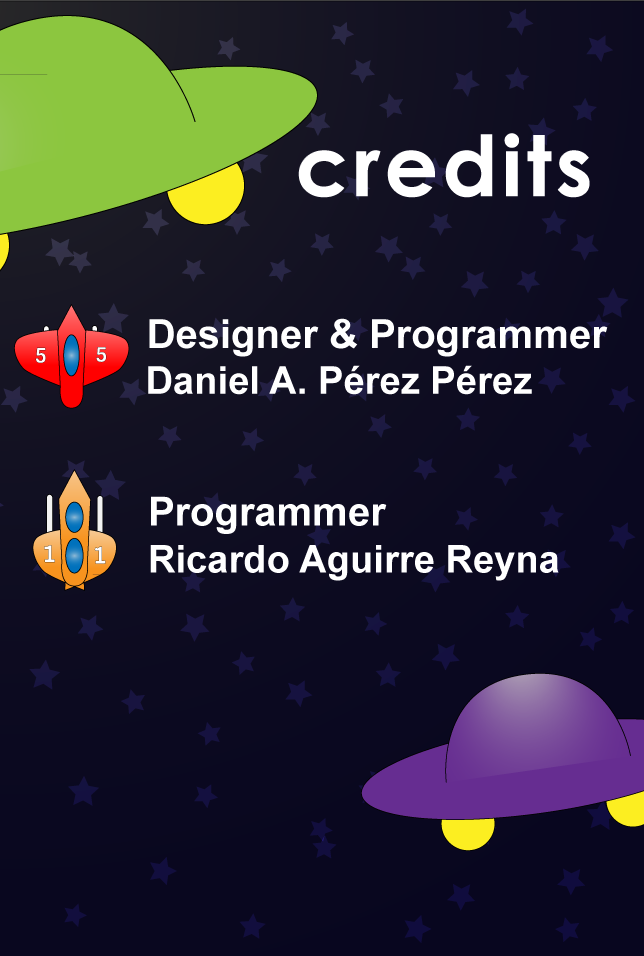 credits
5 5
Designer & Programmer
Daniel A. Pérez Pérez
1 1
Programmer
Ricardo Aguirre Reyna